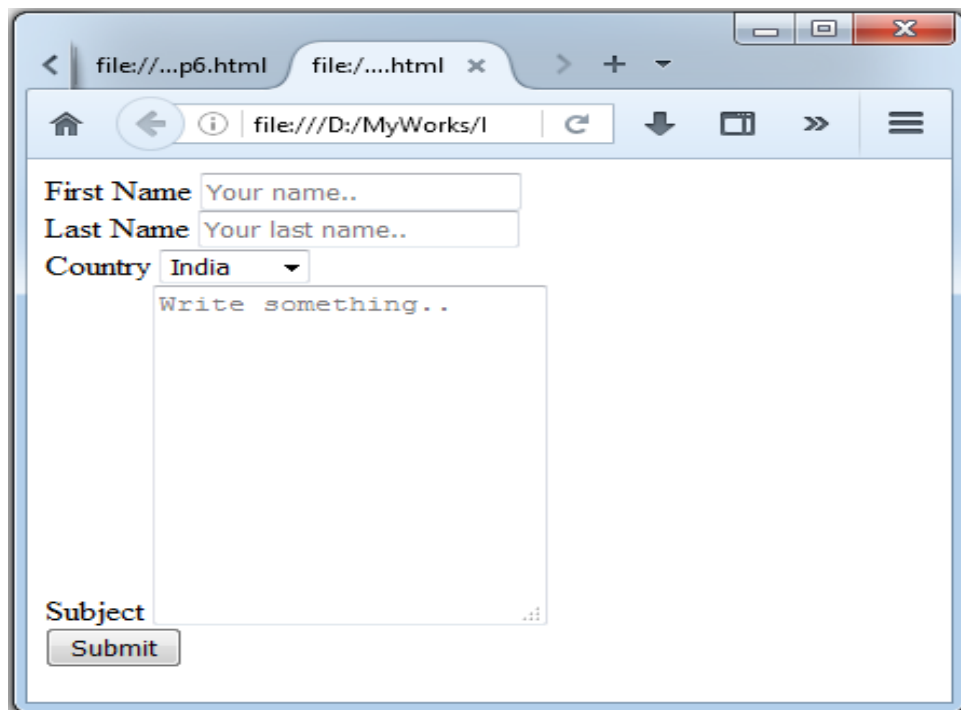 file://...p6.html file:/....html
file:///D:/MyWorks/I
First Name Your name..
Last Name Your last name..
Country India
Write something..
Subject
Submit